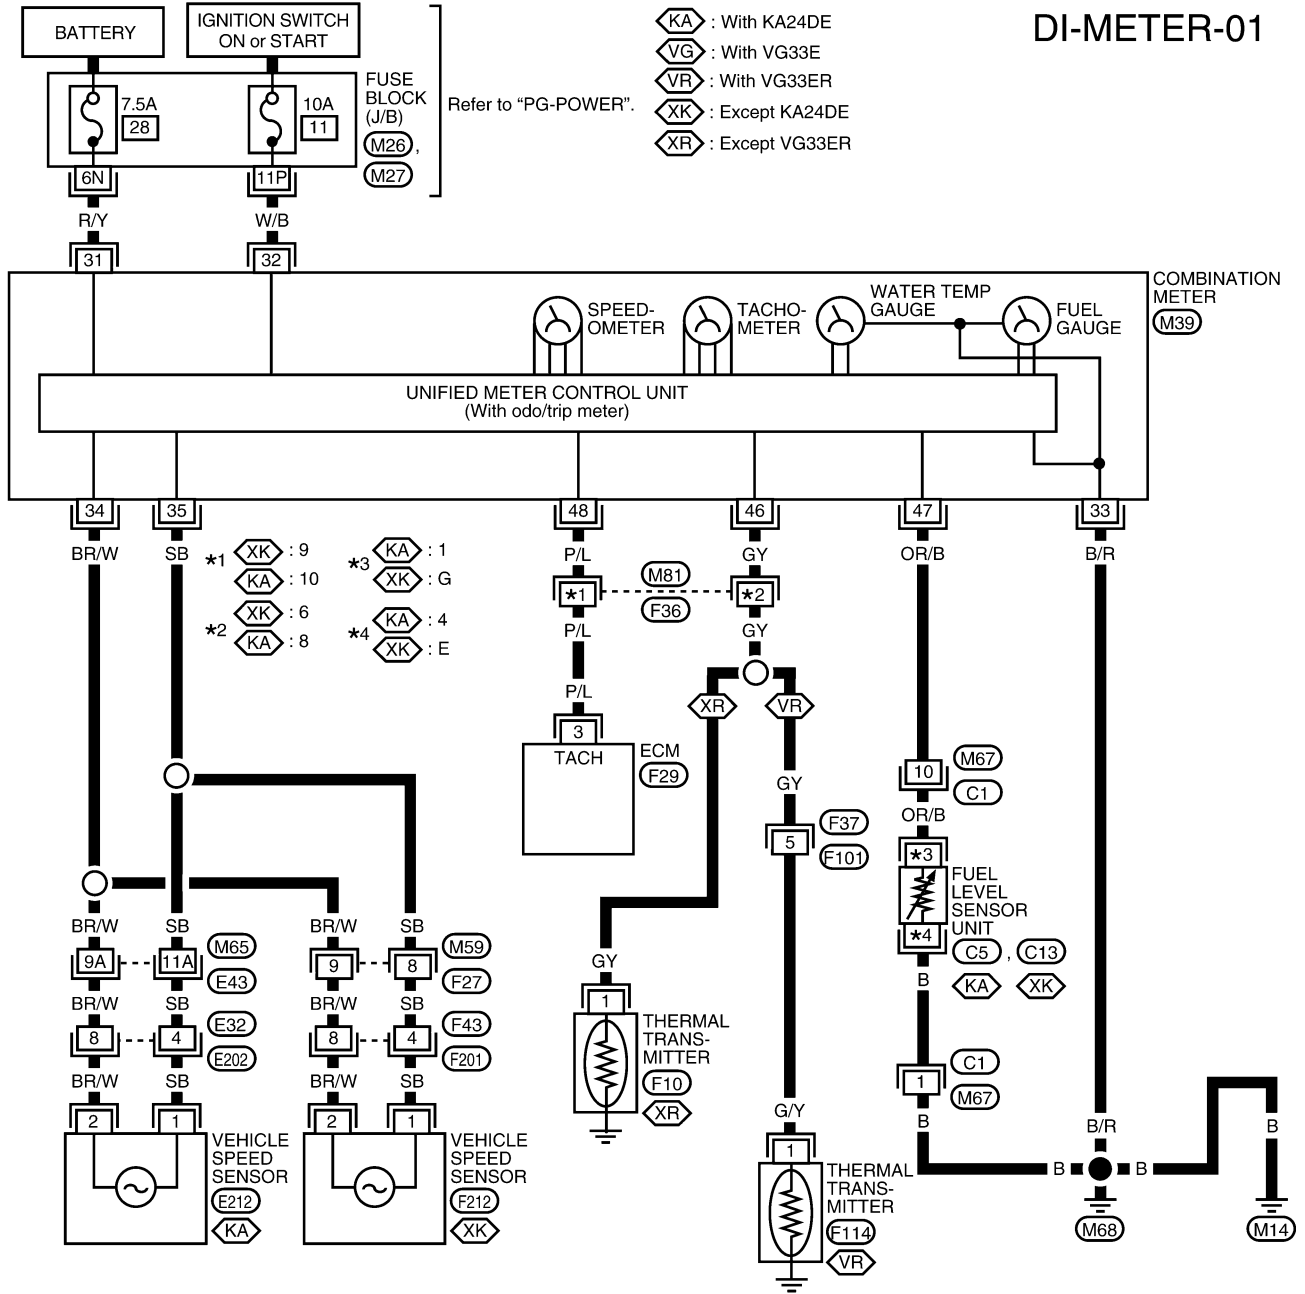 DI-METER-01
BATTERY
IGNITION SWITCH
ON or START
7.5A
28
10A
11
FUSE
BLOCK
(J/B)
M26 ,
M27
Refer to “PG-POWER”.
KA : With KA24DE
VG : With VG33E
VR : With VG33ER
XK : Except KA24DE
XR : Except VG33ER
6N
11P
R/Y
W/B
31
32
SPEED-
OMETER
TACHO-
METER
WATER TEMP
GAUGE
FUEL
GAUGE
COMBINATION
METER
M39
UNIFIED METER CONTROL UNIT
(With odo/trip meter)
34
35
48
46
47
33
BR/W
SB
P/L
GY
OR/B
B/R
*1
XK : 9
KA : 10
*2
XK : 6
KA : 8
*3
KA : 1
XK : G
*4
KA : 4
XK : E
*1
M81
F36
*2
P/L
GY
P/L
XR
VR
3
TACH
ECM
F29
GY
5
F37
F101
10
M67
C1
OR/B
*3
FUEL
LEVEL
SENSOR
UNIT
*4
C5 , C13
KA
XK
B
BR/W
SB
BR/W
SB
9A
11A
M65
E43
9
8
M59
F27
BR/W
SB
BR/W
SB
8
4
E32
E202
8
4
F43
F201
BR/W
SB
BR/W
SB
2
1
2
1
VEHICLE
SPEED
SENSOR
E212
KA
VEHICLE
SPEED
SENSOR
F212
XK
GY
1
THERMAL
TRANS-
MITTER
F10
XR
G/Y
1
THERMAL
TRANS-
MITTER
F114
VR
1
C1
M67
B
B/R
B
B
B
M68
M14